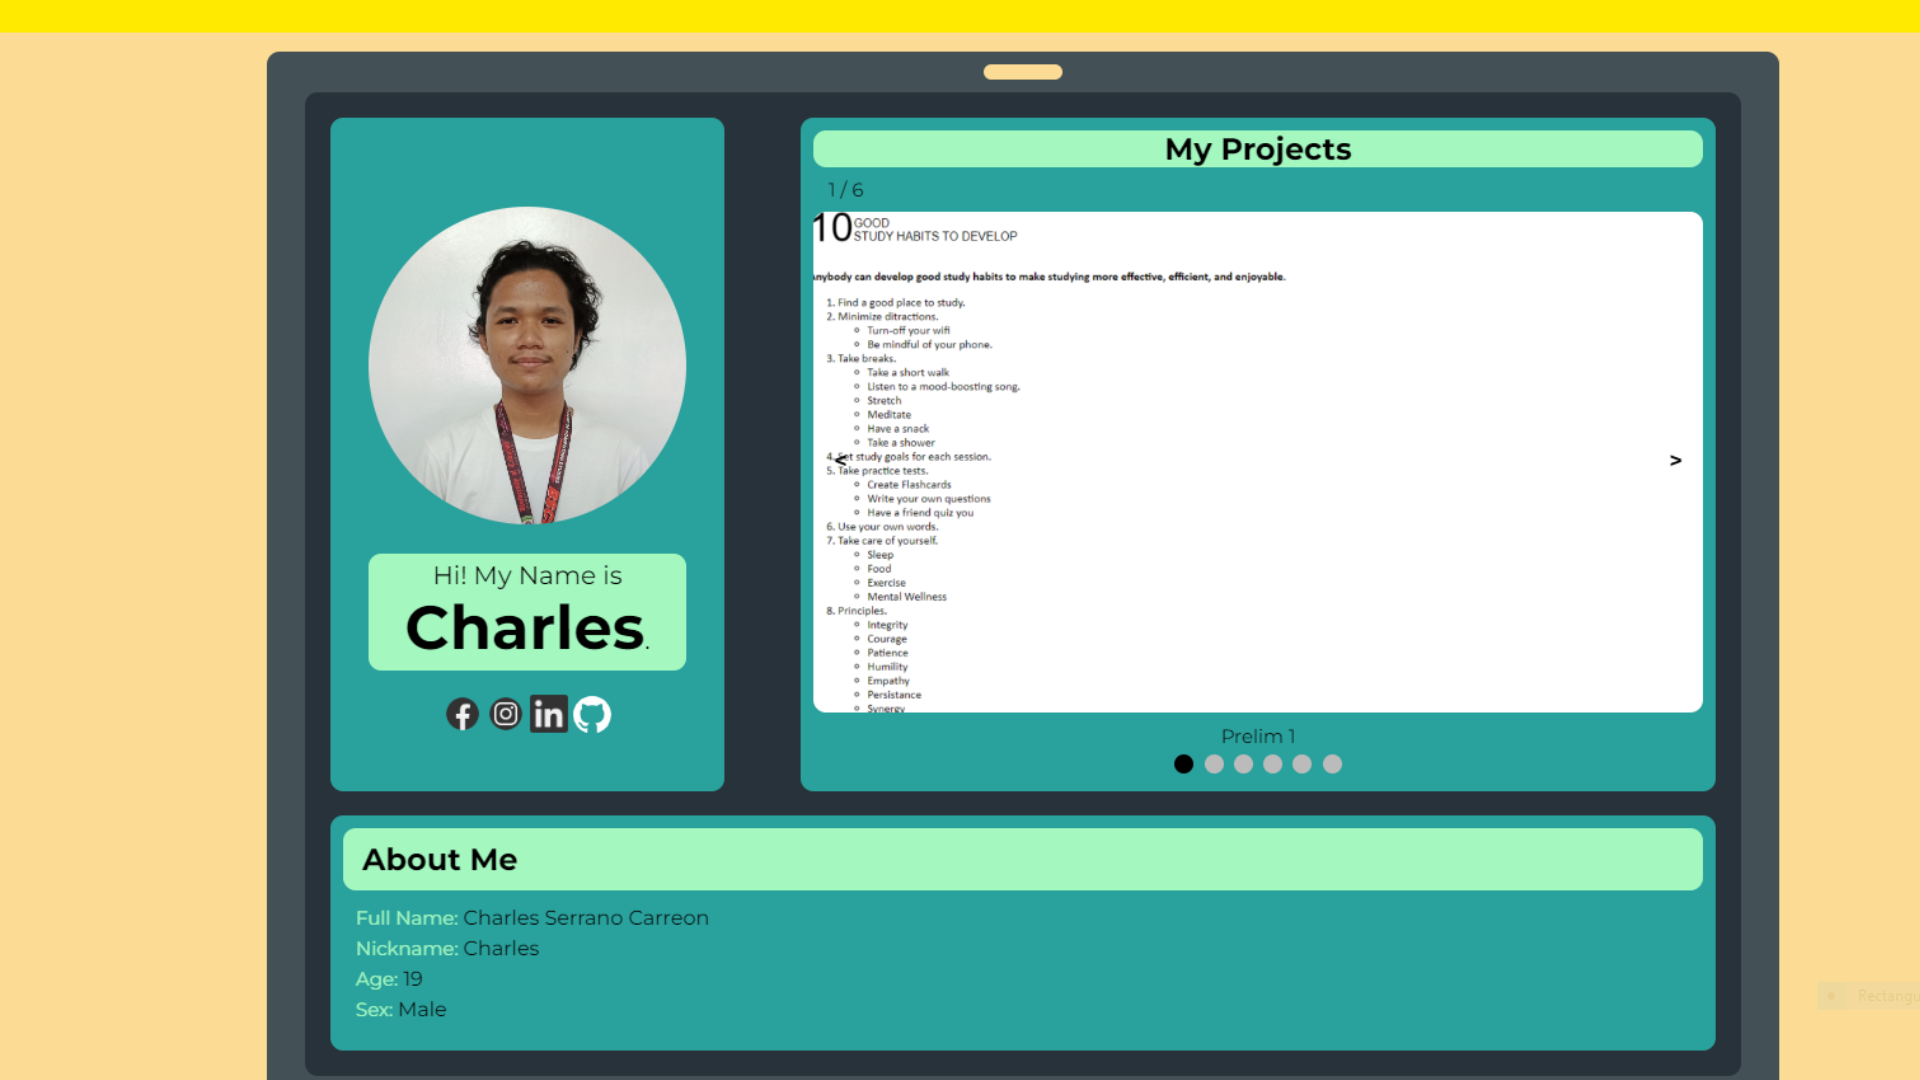 Hi! My Name is
Charles.
My Projects
1 / 6
10 GOOD
STUDY HABITS TO DEVELOP
nybody can develop good study habits to make studying more effective, efficient, and enjoyable.
1. Find a good place to study.
2. Minimize ditractions.
Turn-off your wifi
Be mindful of your phone.
3. Take breaks.
Take a short walk
Listen to a mood-boosting song.
Stretch
Meditate
Have a snack
Take a shower
4. Set study goals for each session.
<
>
5. Take practice tests.
Create Flashcards
Write your own questions
Have a friend quiz you
6. Use your own words.
7. Take care of yourself.
Sleep
Food
Exercise
Mental Wellness
8. Principles.
Integrity
Courage
Patience
Humility
Empathy
Persistance
Synergy
Prelim 1
About Me
Full Name: Charles Serrano Carreon
Nickname: Charles
Age: 19
Sex: Male
Rectangu